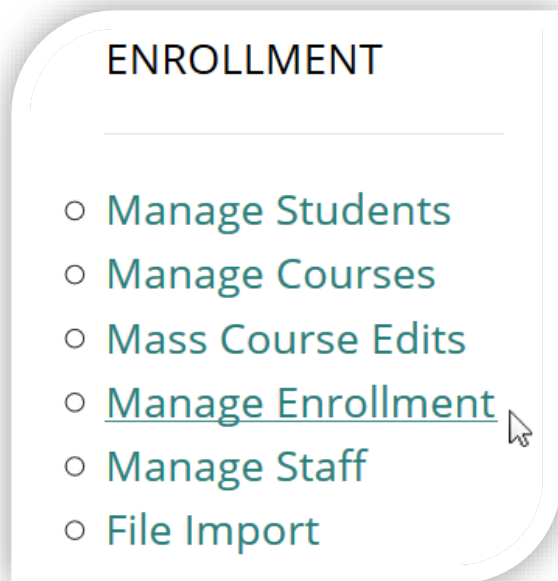 ENROLLMENT
Manage Students
Manage Courses
Mass Course Edits
Manage Enrollment
Manage Staff
File Import